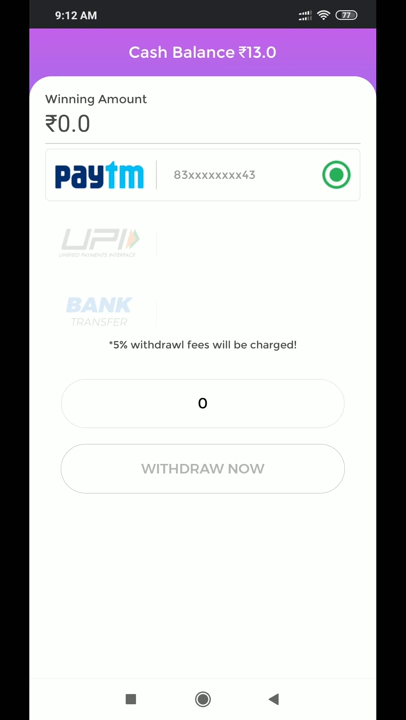 9:12 AM
77
Cash Balance ₹13.0
Winning Amount
₹0.0
paytm
83xxxxxxxx43
UPI
UNIFIED PAYMENTS INTERFACE
BANK
TRANSFER
*5% withdrawl fees will be charged!
0
WITHDRAW NOW